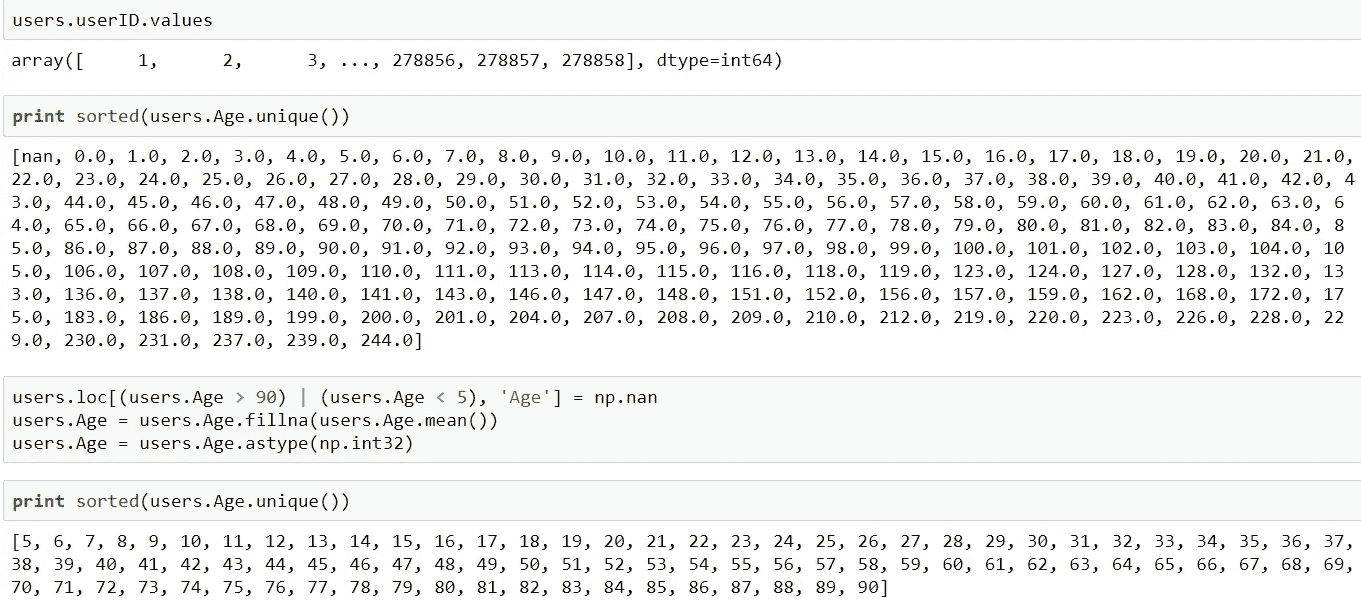 users.userID.values
array([     1,      2,      3, ..., 278856, 278857, 278858], dtype=int64)
print sorted(users.Age.unique())
[nan, 0.0, 1.0, 2.0, 3.0, 4.0, 5.0, 6.0, 7.0, 8.0, 9.0, 10.0, 11.0, 12.0, 13.0, 14.0, 15.0, 16.0, 17.0, 18.0, 19.0, 20.0, 21.0,
22.0, 23.0, 24.0, 25.0, 26.0, 27.0, 28.0, 29.0, 30.0, 31.0, 32.0, 33.0, 34.0, 35.0, 36.0, 37.0, 38.0, 39.0, 40.0, 41.0, 42.0, 4
3.0, 44.0, 45.0, 46.0, 47.0, 48.0, 49.0, 50.0, 51.0, 52.0, 53.0, 54.0, 55.0, 56.0, 57.0, 58.0, 59.0, 60.0, 61.0, 62.0, 63.0, 6
4.0, 65.0, 66.0, 67.0, 68.0, 69.0, 70.0, 71.0, 72.0, 73.0, 74.0, 75.0, 76.0, 77.0, 78.0, 79.0, 80.0, 81.0, 82.0, 83.0, 84.0, 8
5.0, 86.0, 87.0, 88.0, 89.0, 90.0, 91.0, 92.0, 93.0, 94.0, 95.0, 96.0, 97.0, 98.0, 99.0, 100.0, 101.0, 102.0, 103.0, 104.0, 10
5.0, 106.0, 107.0, 108.0, 109.0, 110.0, 111.0, 113.0, 114.0, 115.0, 116.0, 118.0, 119.0, 123.0, 124.0, 127.0, 128.0, 132.0, 13
3.0, 136.0, 137.0, 138.0, 140.0, 141.0, 143.0, 146.0, 147.0, 148.0, 151.0, 152.0, 156.0, 157.0, 159.0, 162.0, 168.0, 172.0, 17
5.0, 183.0, 186.0, 189.0, 199.0, 200.0, 201.0, 204.0, 207.0, 208.0, 209.0, 210.0, 212.0, 219.0, 220.0, 223.0, 226.0, 228.0, 22
9.0, 230.0, 231.0, 237.0, 239.0, 244.0]
users.loc[(users.Age > 90) | (users.Age < 5), 'Age'] = np.nan
users.Age = users.Age.fillna(users.Age.mean())
users.Age = users.Age.astype(np.int32)
print sorted(users.Age.unique())
[5, 6, 7, 8, 9, 10, 11, 12, 13, 14, 15, 16, 17, 18, 19, 20, 21, 22, 23, 24, 25, 26, 27, 28, 29, 30, 31, 32, 33, 34, 35, 36, 37,
38, 39, 40, 41, 42, 43, 44, 45, 46, 47, 48, 49, 50, 51, 52, 53, 54, 55, 56, 57, 58, 59, 60, 61, 62, 63, 64, 65, 66, 67, 68, 69,
70, 71, 72, 73, 74, 75, 76, 77, 78, 79, 80, 81, 82, 83, 84, 85, 86, 87, 88, 89, 90]